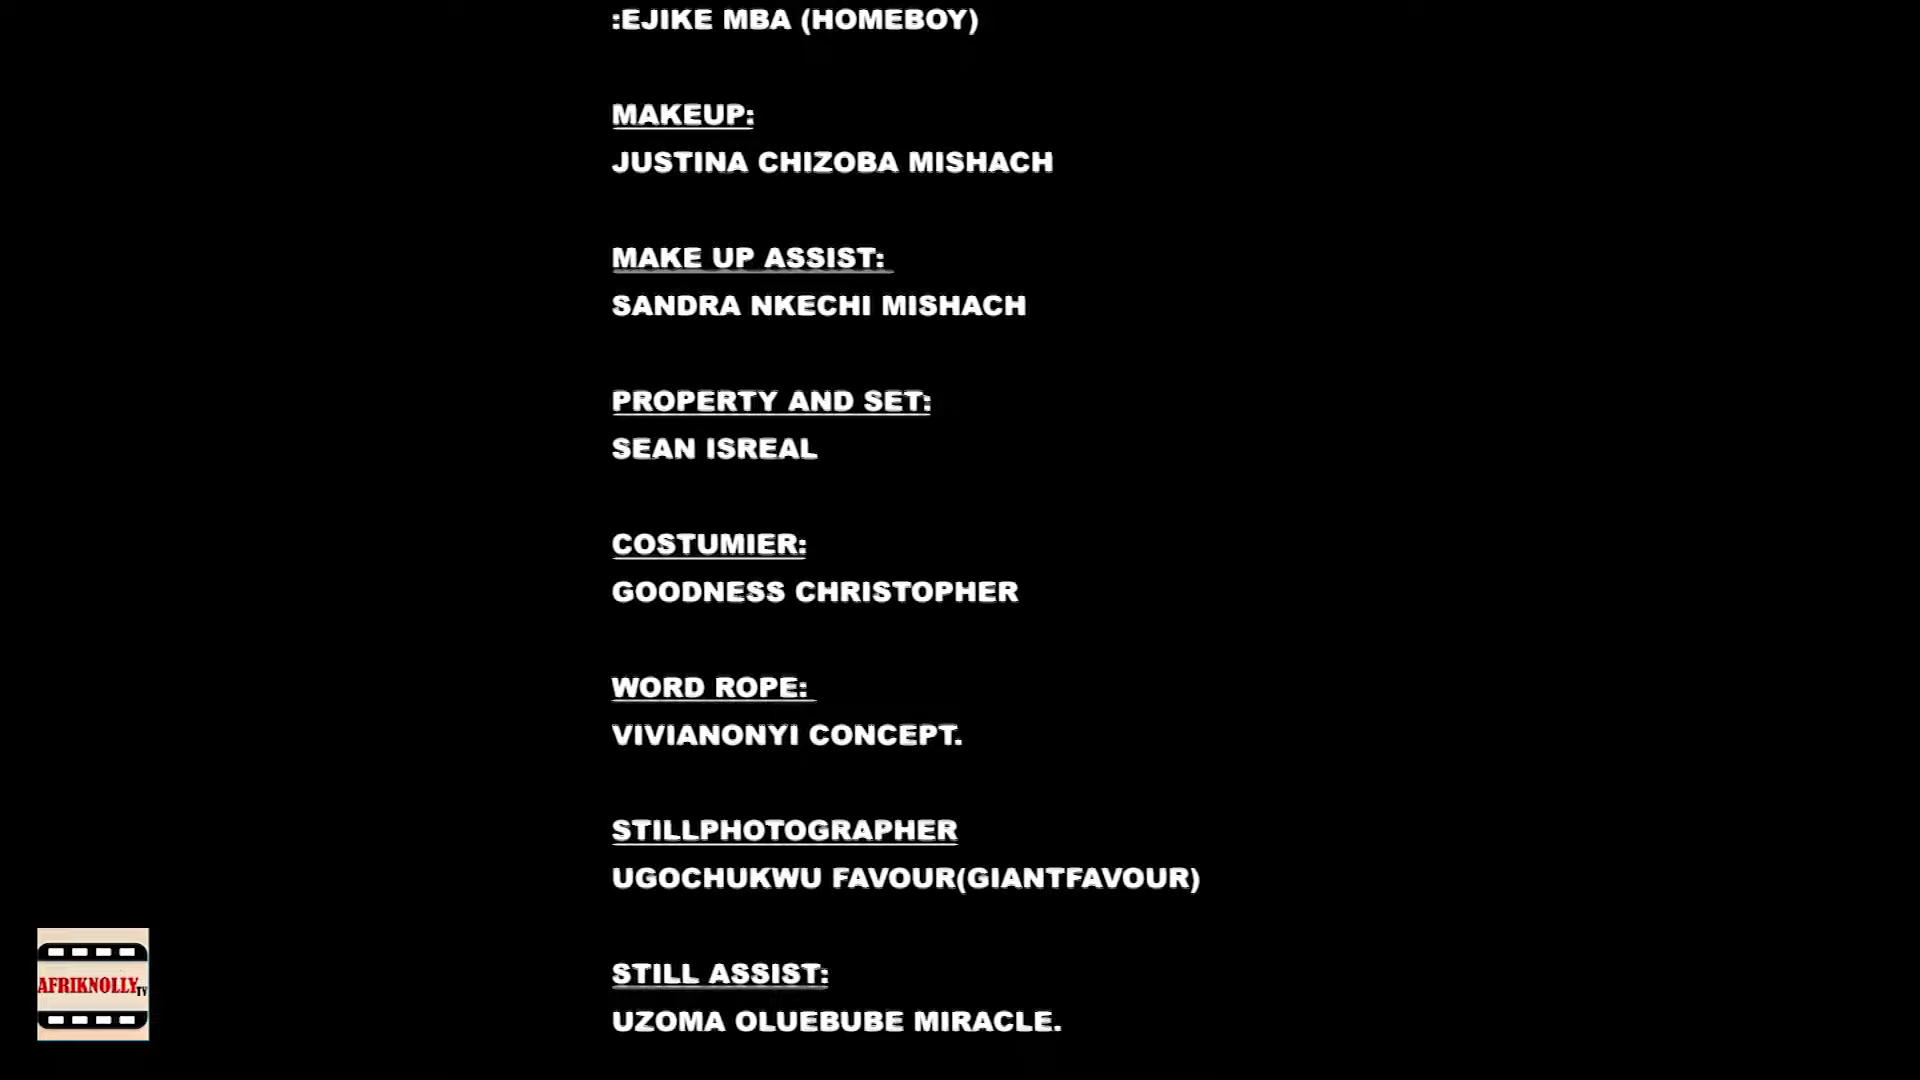 :EJIKE MBA (HOMEBOY)
MAKEUP:
JUSTINA CHIZOBA MISHACH
MAKE UP ASSIST:
SANDRA NKECHI MISHACH
PROPERTY AND SET:
SEAN ISREAL
COSTUMIER:
GOODNESS CHRISTOPHER
WORD ROPE:
VIVIANONYI CONCEPT.
STILLPHOTOGRAPHER
UGOCHUKWU FAVOUR(GIANTFAVOUR)
STILL ASSIST:
UZOMA OLUEBUBE MIRACLE.
AFRIKNOLLY TV